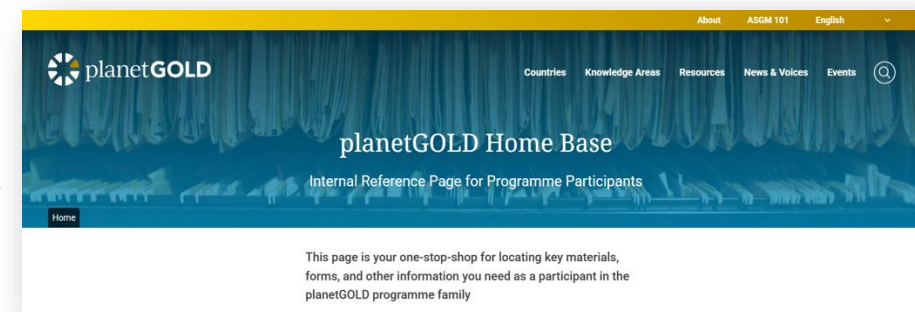 About ASGM 101 English
planetGOLD
Countries Knowledge Areas Resources News & Voices Events
planetGOLD Home Base
Internal Reference Page for Programme Participants
Home
This page is your one-stop-shop for locating key materials,
forms, and other information you need as a participant in the
planetGOLD programme family